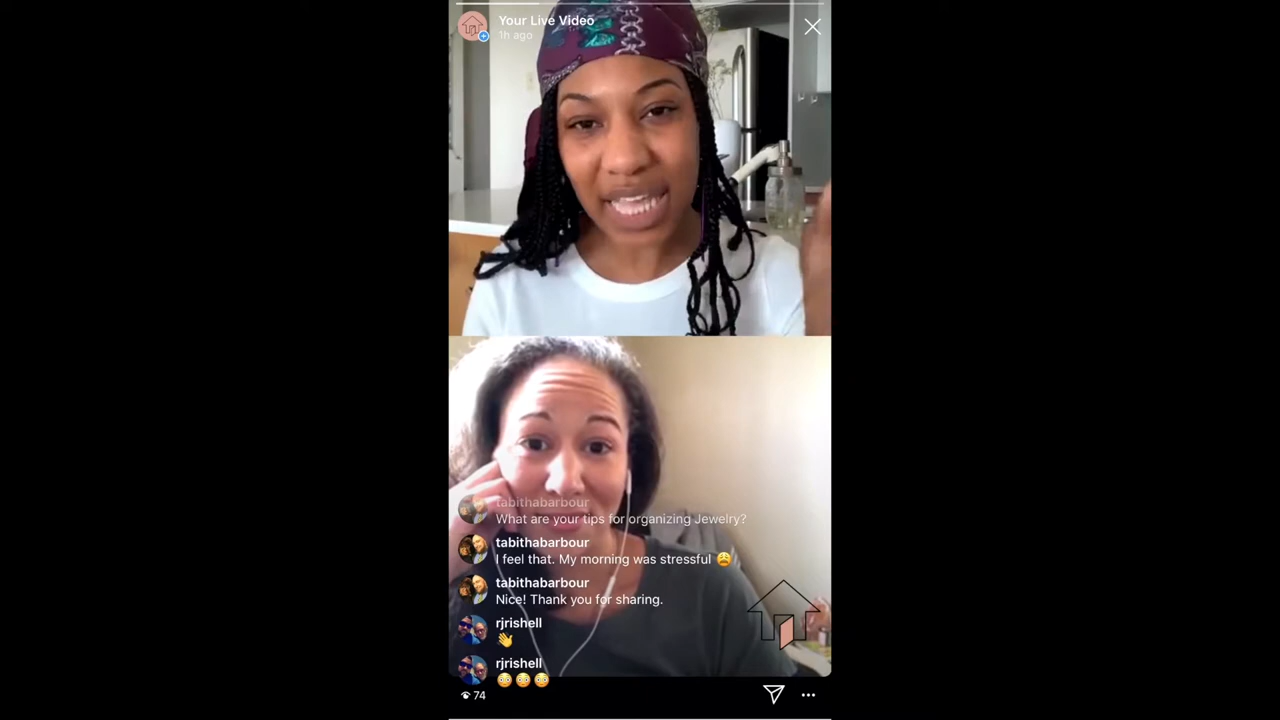 Your Live Video
1h ago
tabithabarbour
What are your tips for organizing Jewelry?
tabithabarbour
I feel that. My morning was stressful 😩
tabithabarbour
Nice! Thank you for sharing.
rjrishell
👋
rjrishell
😳😳😳
74